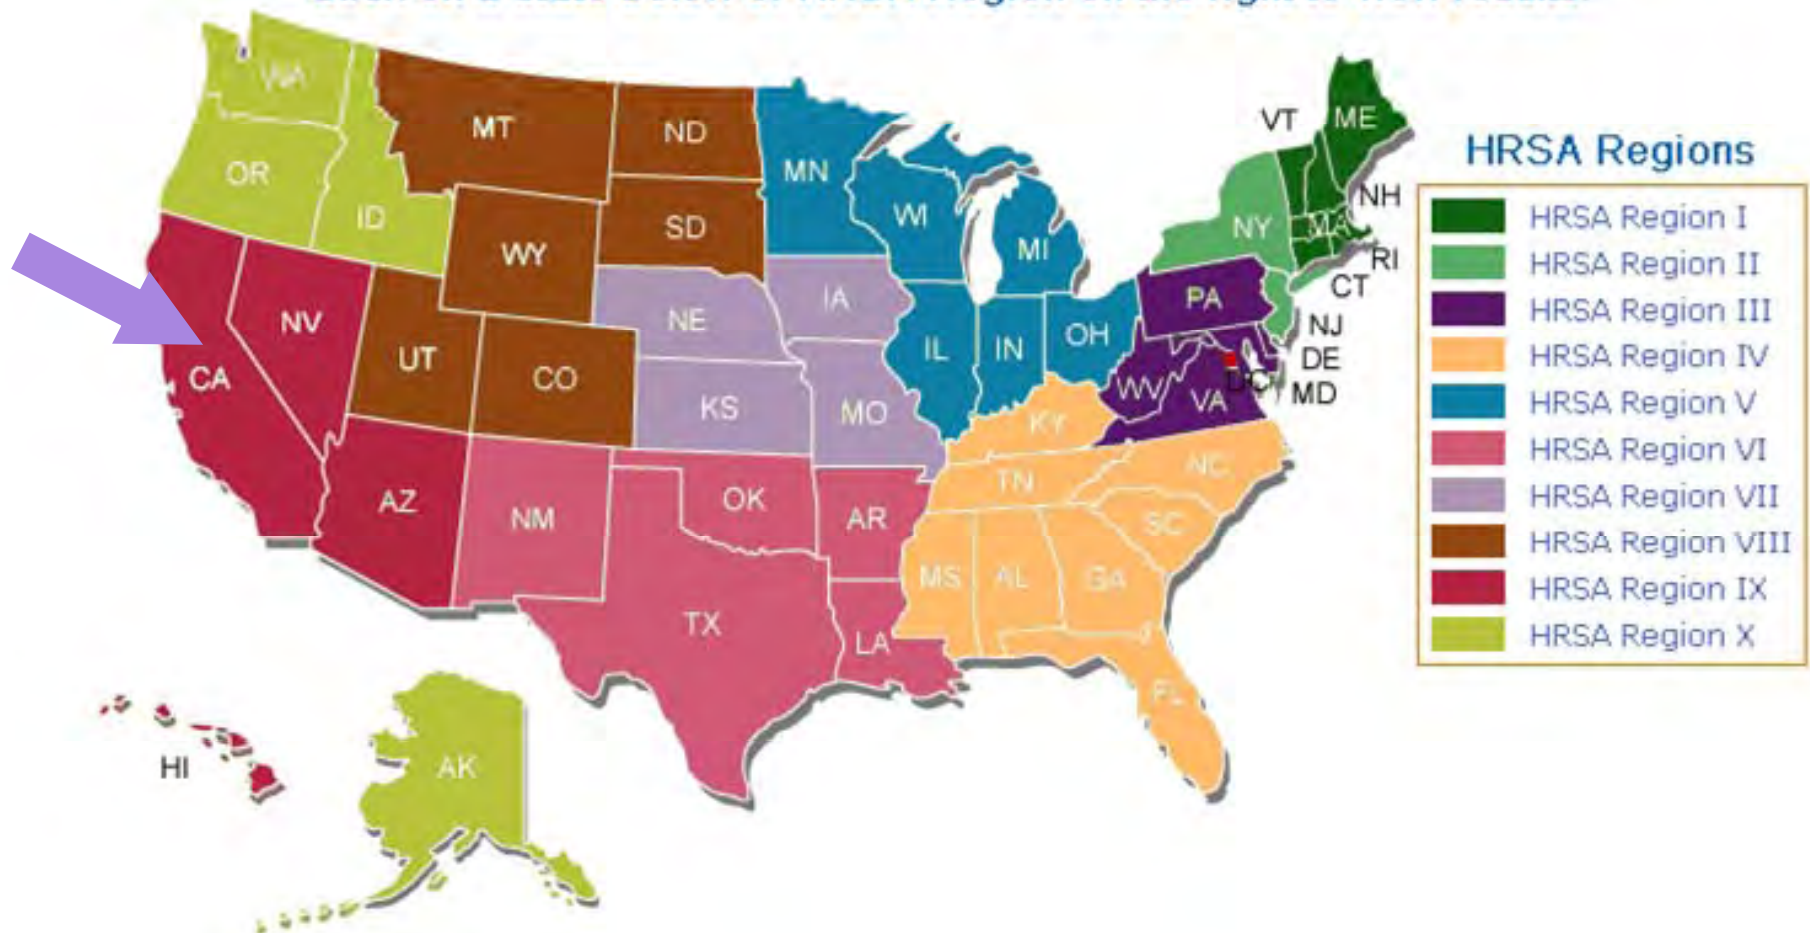 WA
MT
ND
MN
VT
ME
HRSA Regions
OR
ID
WY
SD
WI
MI
NY
NH
MA
RI
CT
HRSA Region I
HRSA Region II
HRSA Region III
HRSA Region IV
HRSA Region V
HRSA Region VI
HRSA Region VII
HRSA Region VIII
HRSA Region IX
HRSA Region X
CA
NV
UT
CO
NE
IA
IL
IN
OH
PA
NJ
DE
MD
DC
WV
VA
KS
MO
KY
AZ
NM
OK
AR
TN
NC
SC
MS
AL
GA
TX
LA
FL
HI
AK